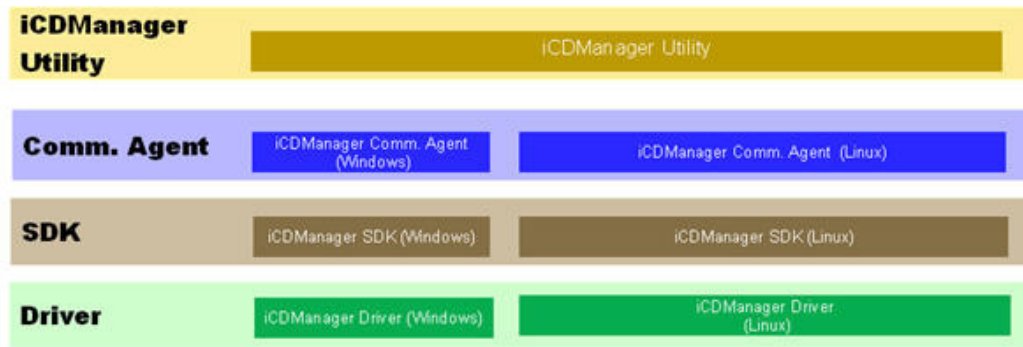 iCDManager
Utility
iCDManager Utility
Comm. Agent
iCDManager Comm. Agent
(Windows)
iCDManager Comm. Agent (Linux)
SDK
iCDManager SDK (Windows)
iCDManager SDK (Linux)
Driver
iCDManager Driver (Windows)
iCDManager Driver
(Linux)